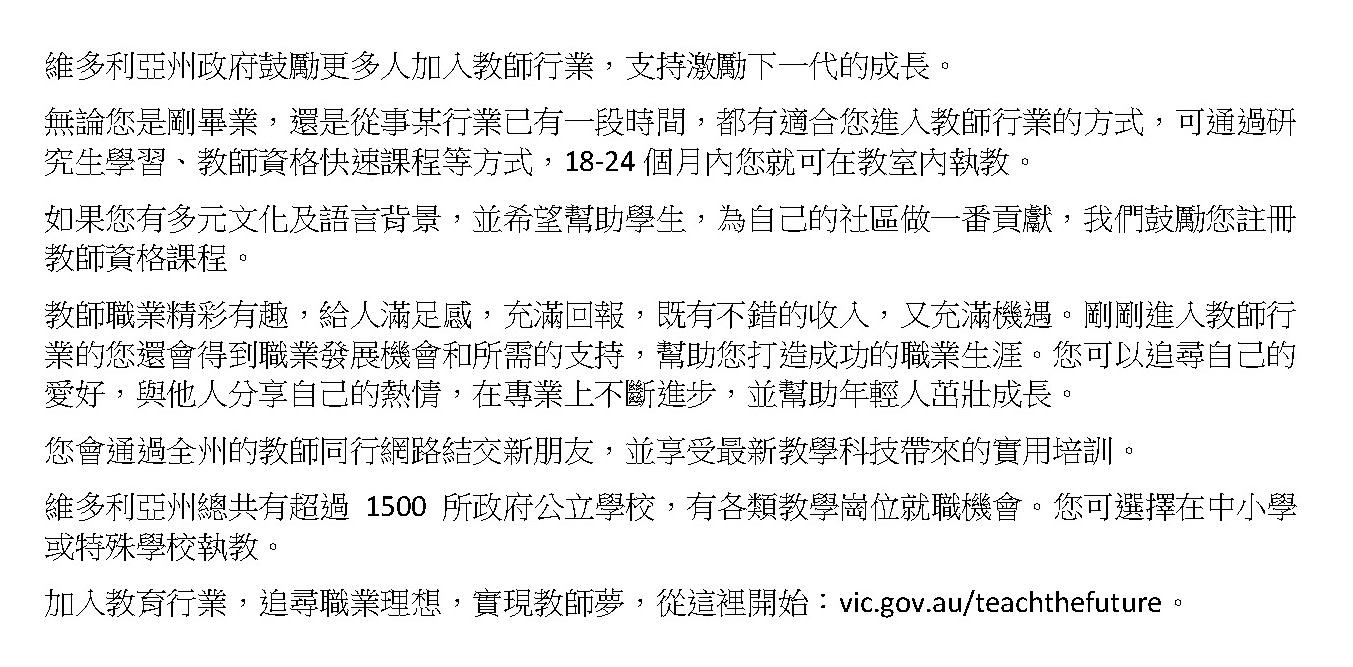 維多利亞州政府鼓勵更多人加入教師行業，支持激勵下一代的成長。
無論您是剛畢業，還是從事某行業已有一段時間，都有適合您進入教師行業的方式，可通過研
究生學習、教師資格快速課程等方式，18-24 個月內您就可在教室內執教。
如果您有多元文化及語言背景，並希望幫助學生，為自己的社區做一番貢獻，我們鼓勵您註冊
教師資格課程。
教師職業精彩有趣，給人滿足感，充滿回報，既有不錯的收入，又充滿機遇。剛剛進入教師行
業的您還會得到職業發展機會和所需的支持，幫助您打造成功的職業生涯。您可以追尋自己的
愛好，與他人分享自己的熱情，在專業上不斷進步，並幫助年輕人茁壯成長。
您會通過全州的教師同行網路結交新朋友，並享受最新教學科技帶來的實用培訓。
維多利亞州總共有超過 1500 所政府公立學校，有各類教學崗位就職機會。您可選擇在中小學
或特殊學校執教。
加入教育行業，追尋職業理想，實現教師夢，從這裡開始：vic.gov.au/teachthefuture。